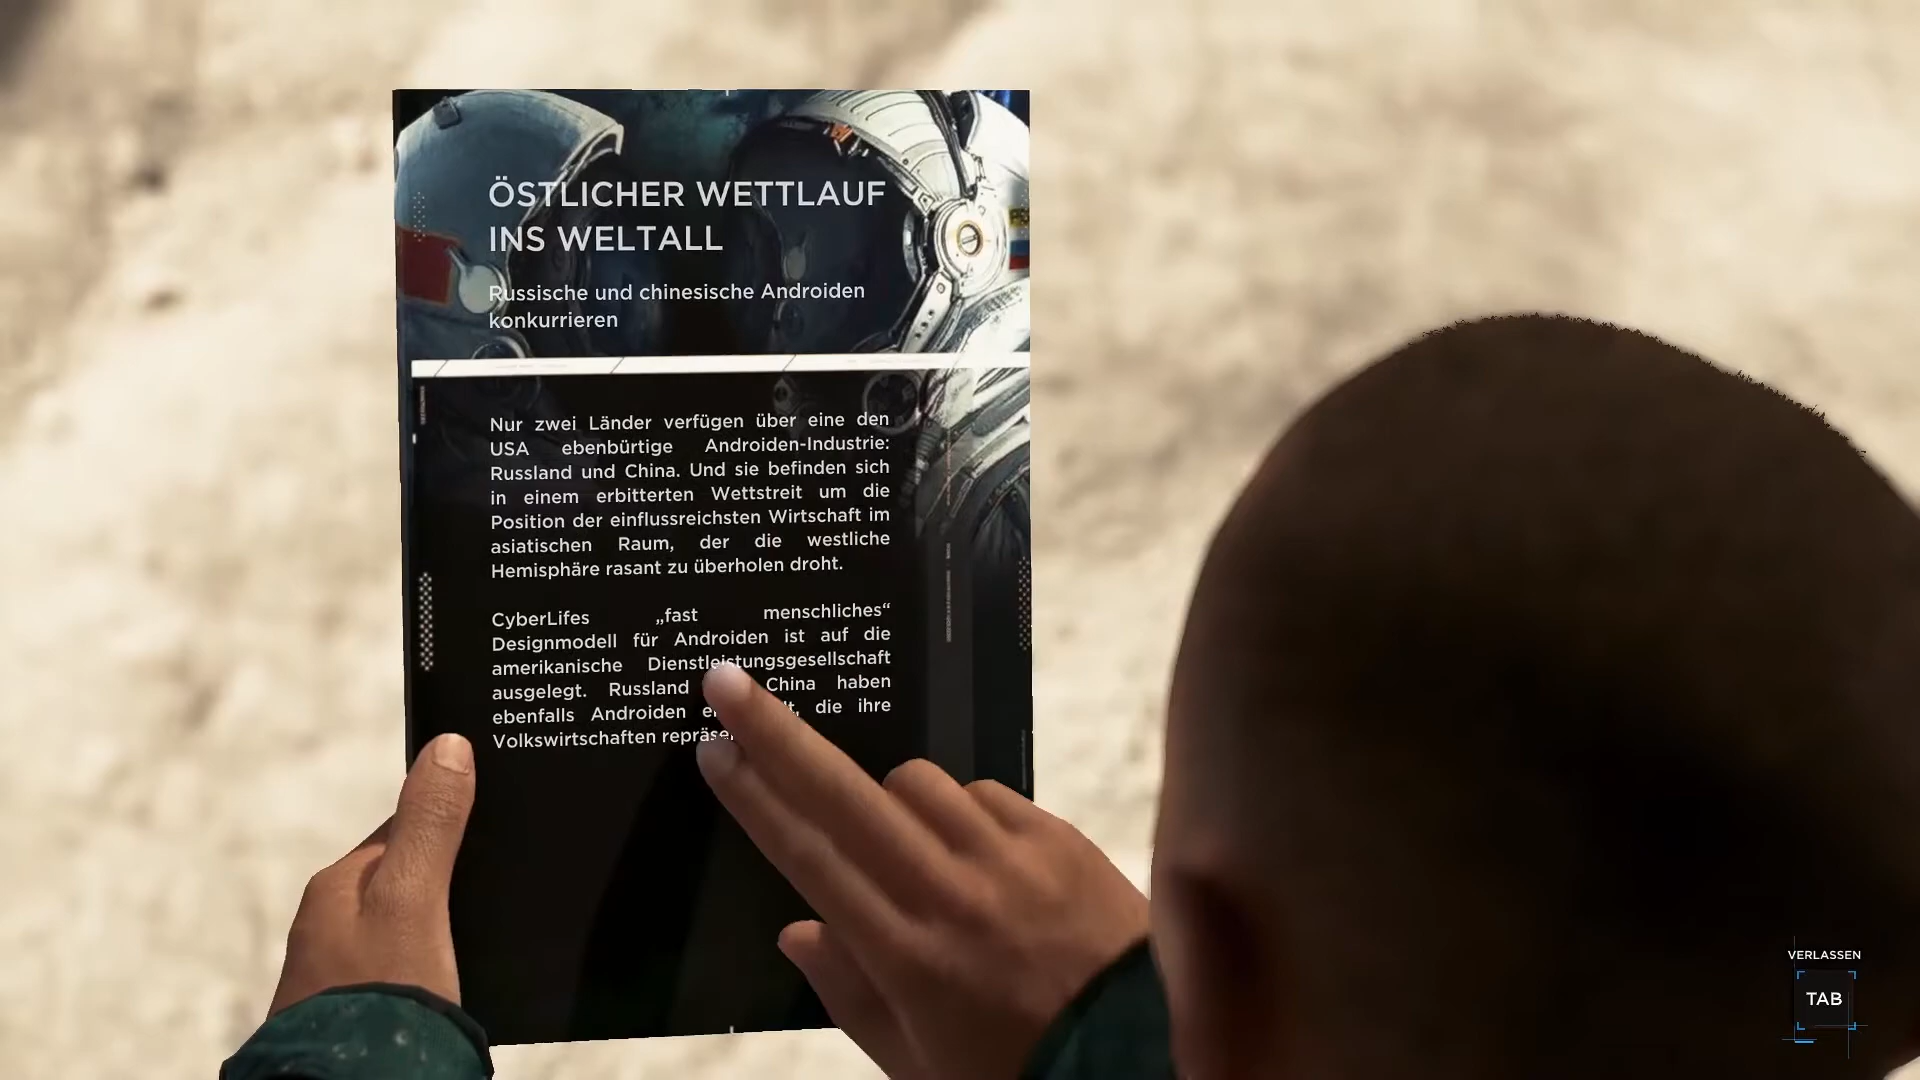 ÖSTLICHER WETTLAUF
INS WELTALL
Russische und chinesische Androiden
konkurrieren
Nur zwei Länder verfügen über eine den
USA ebenbürtige Androiden-Industrie:
Russland und China. Und sie befinden sich
in einem erbitterten Wettstreit um die
Position der einflussreichsten Wirtschaft im
asiatischen Raum, der die westliche
Hemisphäre rasant zu überholen droht.
CyberLifes „fast menschliches“
Designmodell für Androiden ist auf die
amerikanische Dienstleistungsgesellschaft
ausgelegt. Russland China haben
ebenfalls Androiden die ihre
Volkswirtschaften
VERLASSEN
TAB